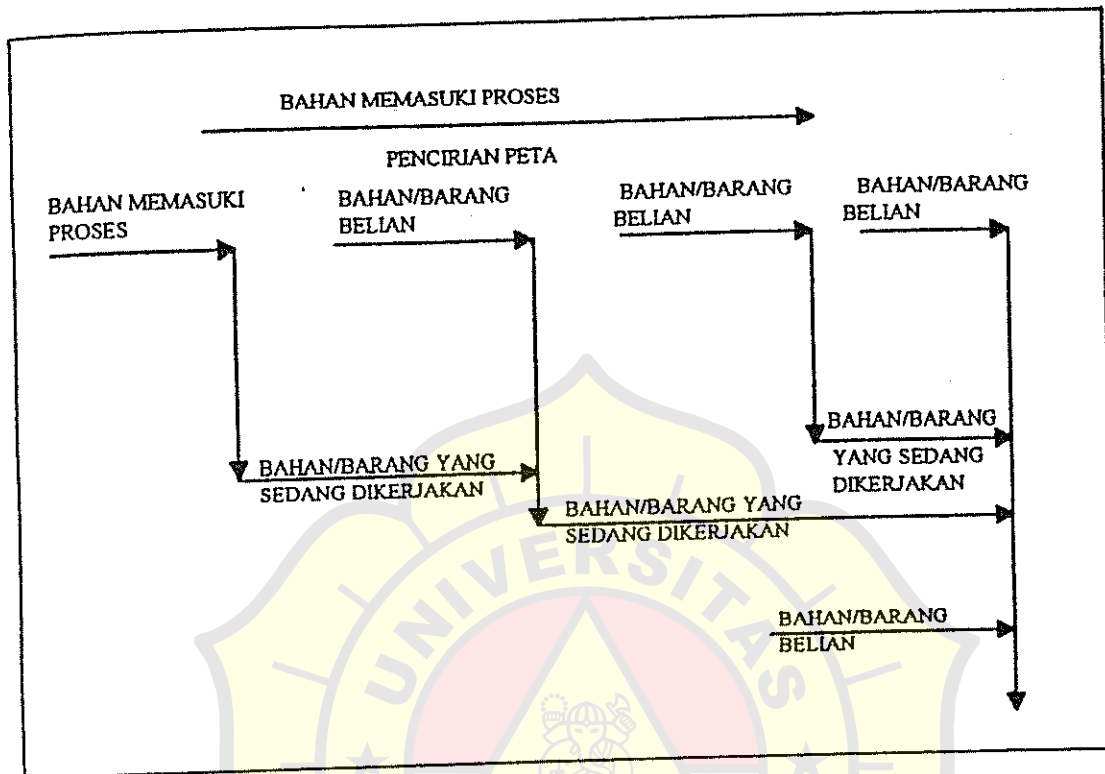 BAHAN MEMASUKI PROSES
PENCIRIAN PETA
BAHAN MEMASUKI
PROSES
BAHAN/BARANG
BELIAN
BAHAN/BARANG
BELIAN
BAHAN/BARANG
BELIAN
BAHAN/BARANG
YANG SEDANG
DIKERJAKAN
BAHAN/BARANG YANG
SEDANG DIKERJAKAN
BAHAN/BARANG YANG
SEDANG DIKERJAKAN
BAHAN/BARANG
BELIAN
UNIVERSITAS